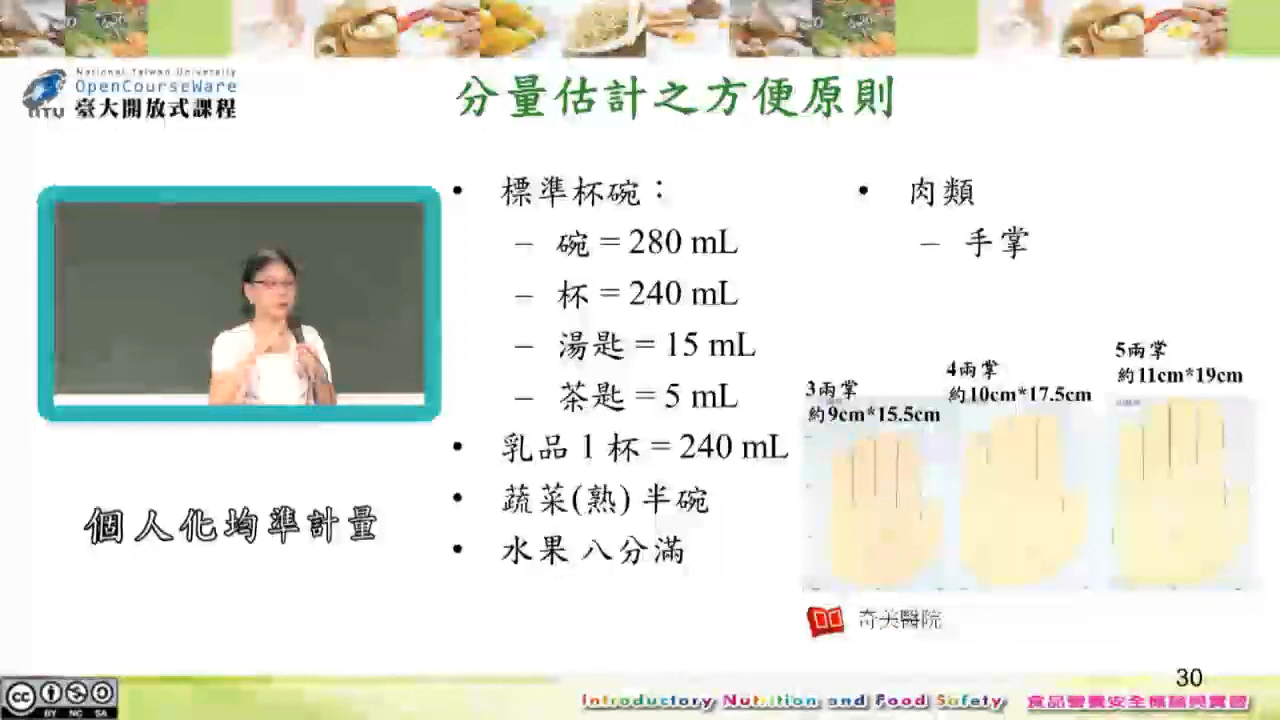 National Taiwan University
OpenCourseWare
臺大開放式課程
分量估計之方便原則
個人化均準計量
• 標準杯碗：
– 碗 = 280 mL
– 杯 = 240 mL
– 湯匙 = 15 mL
– 茶匙 = 5 mL
• 乳品 1 杯 = 240 mL
• 蔬菜(熟) 半碗
• 水果 八分滿
• 肉類
– 手掌
3兩掌
約9cm*15.5cm
4兩掌
約10cm*17.5cm
5兩掌
約11cm*19cm
奇美醫院
30
cc BY NC SA
Introductory Nutrition and Food Safety 食品營養安全概論與實習